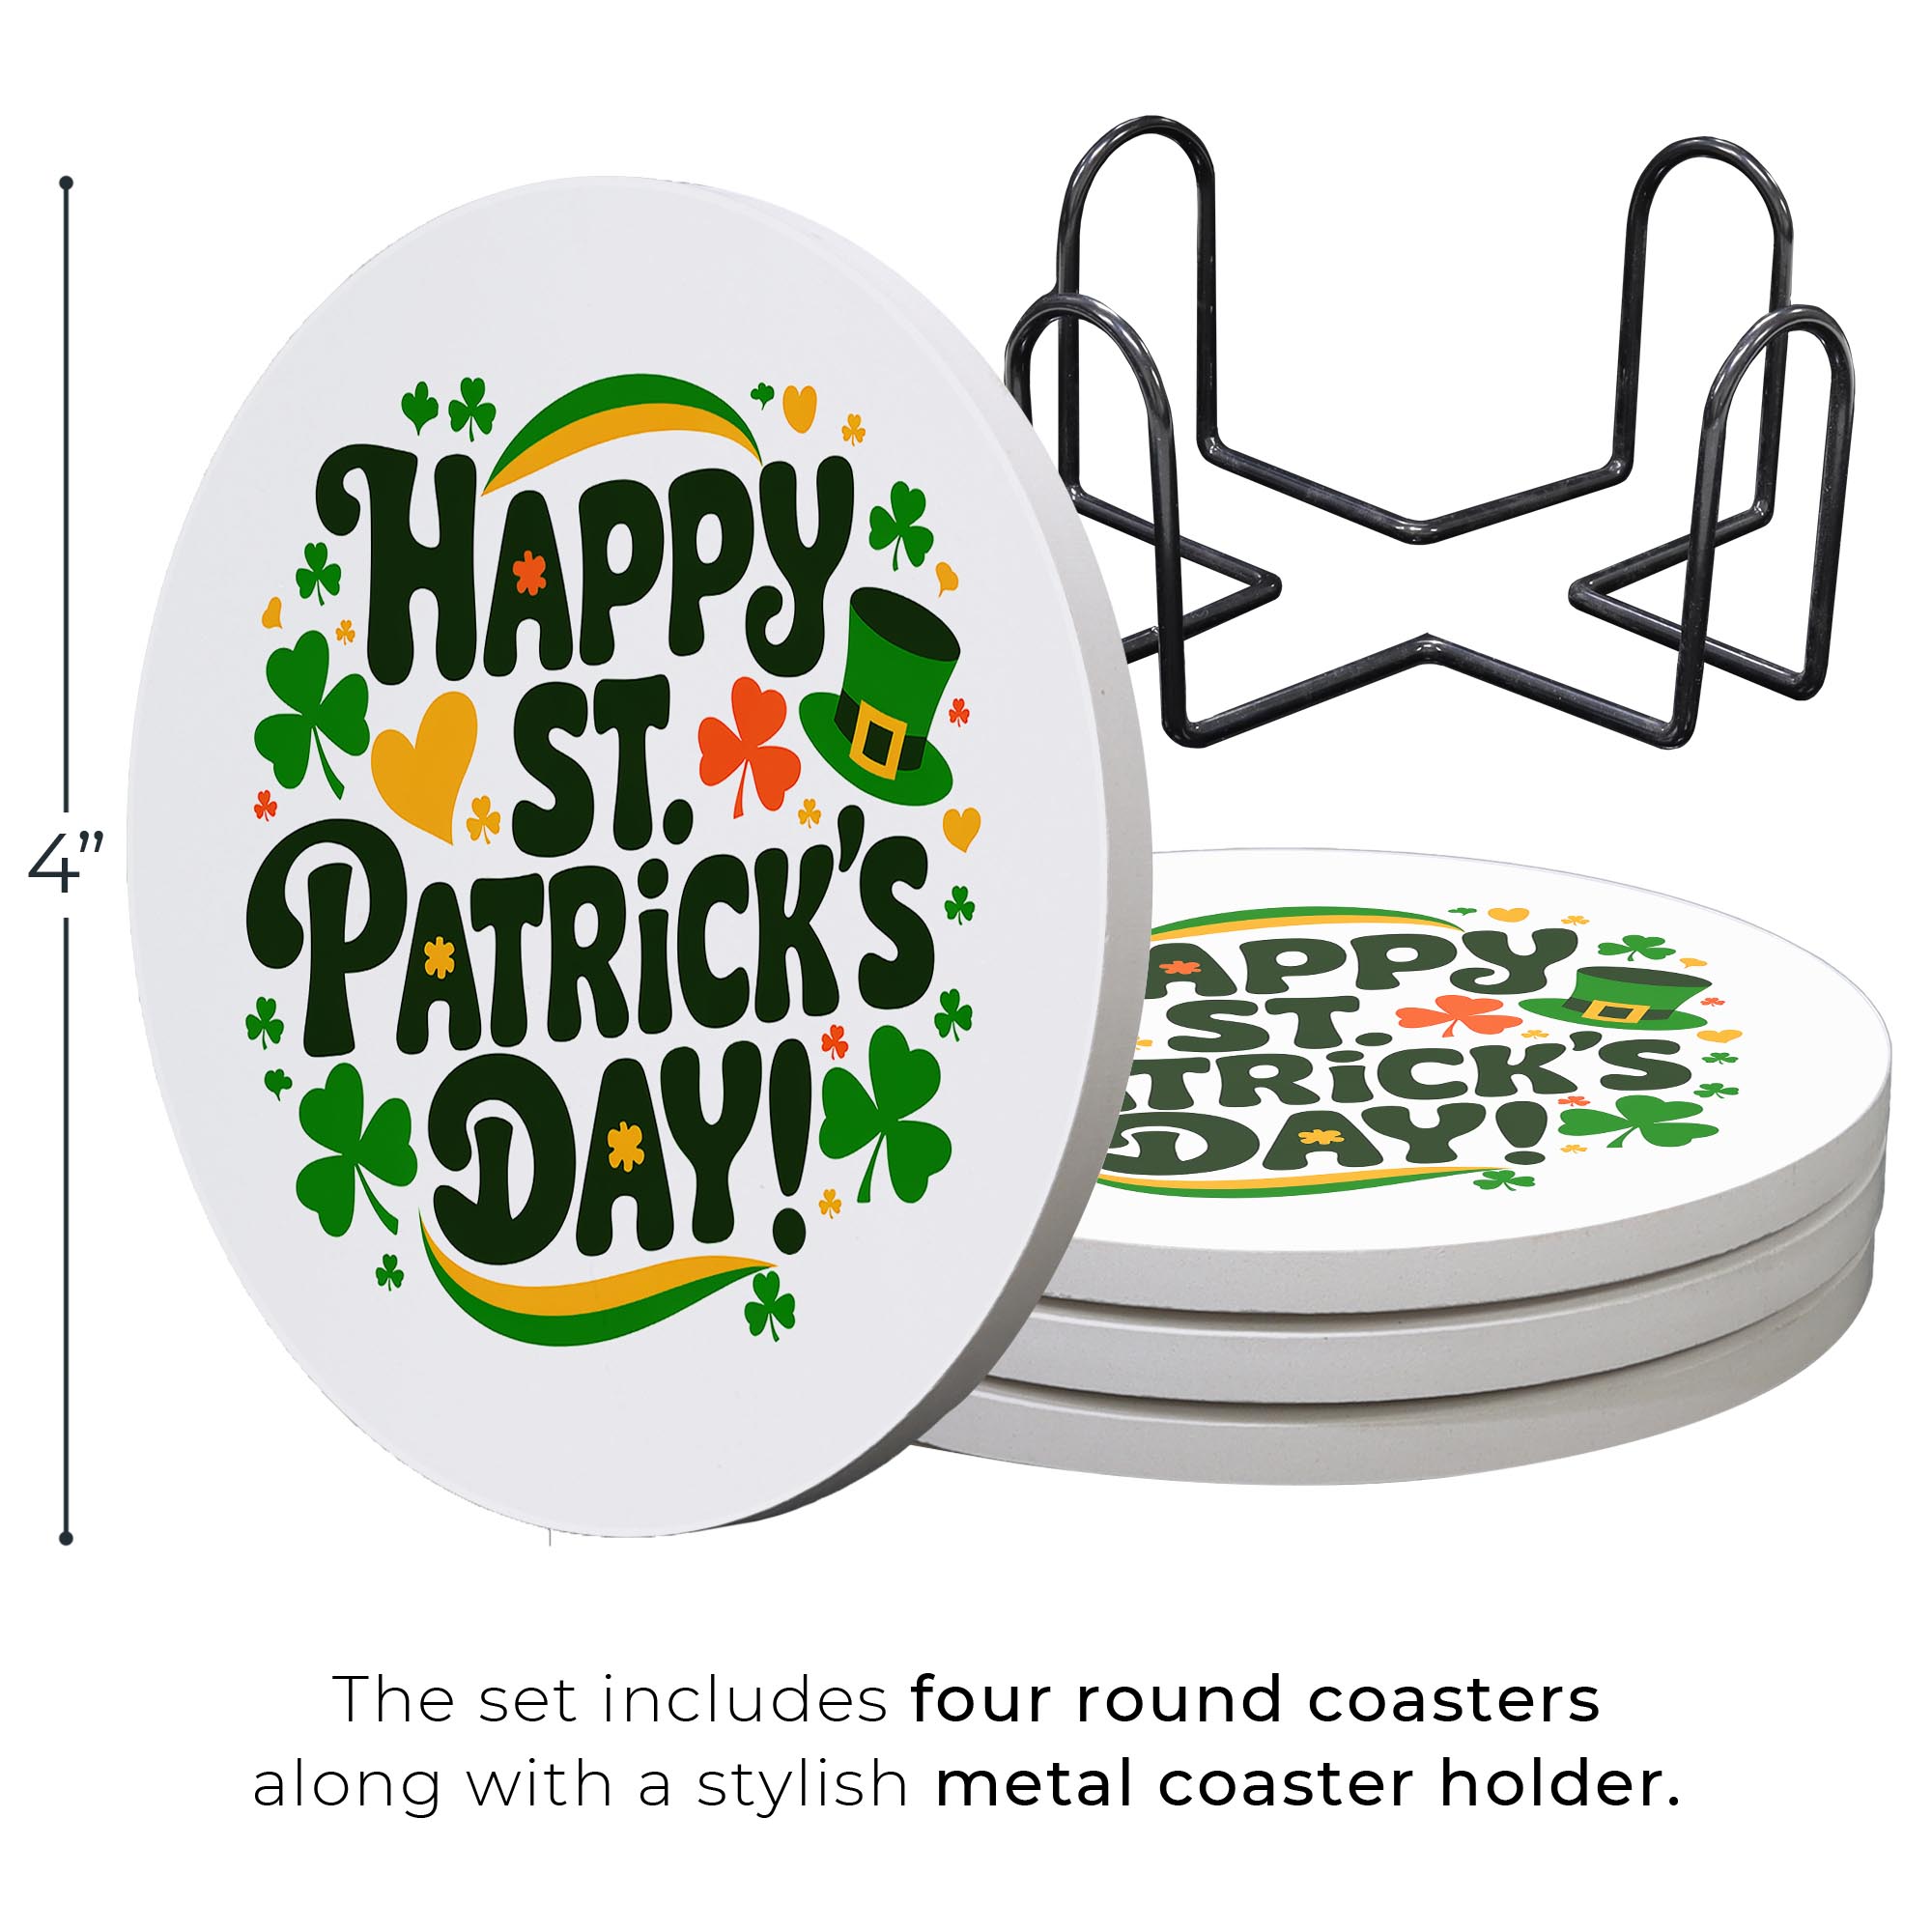 4”
HAPPY
ST.
PATRiCK’S
DAY!
APPY
ST.
TRiCK’S
DAY!
The set includes four round coasters
along with a stylish metal coaster holder.